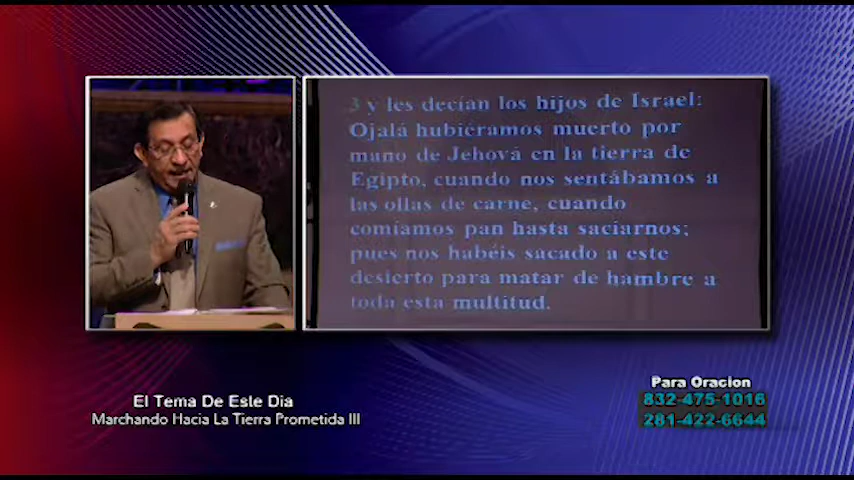 3 y les decían los hijos de Israel:
Ojalá hubiéramos muerto por
mano de Jehová en la tierra de
Egipto, cuando nos sentábamos a
las ollas de carne, cuando
comíamos pan hasta saciarnos;
pues nos habéis sacado a este
desierto para matar de hambre a
toda esta multitud.
El Tema De Este Dia
Marchando Hacia La Tierra Prometida III
Para Oracion
832-475-1016
281-422-6644